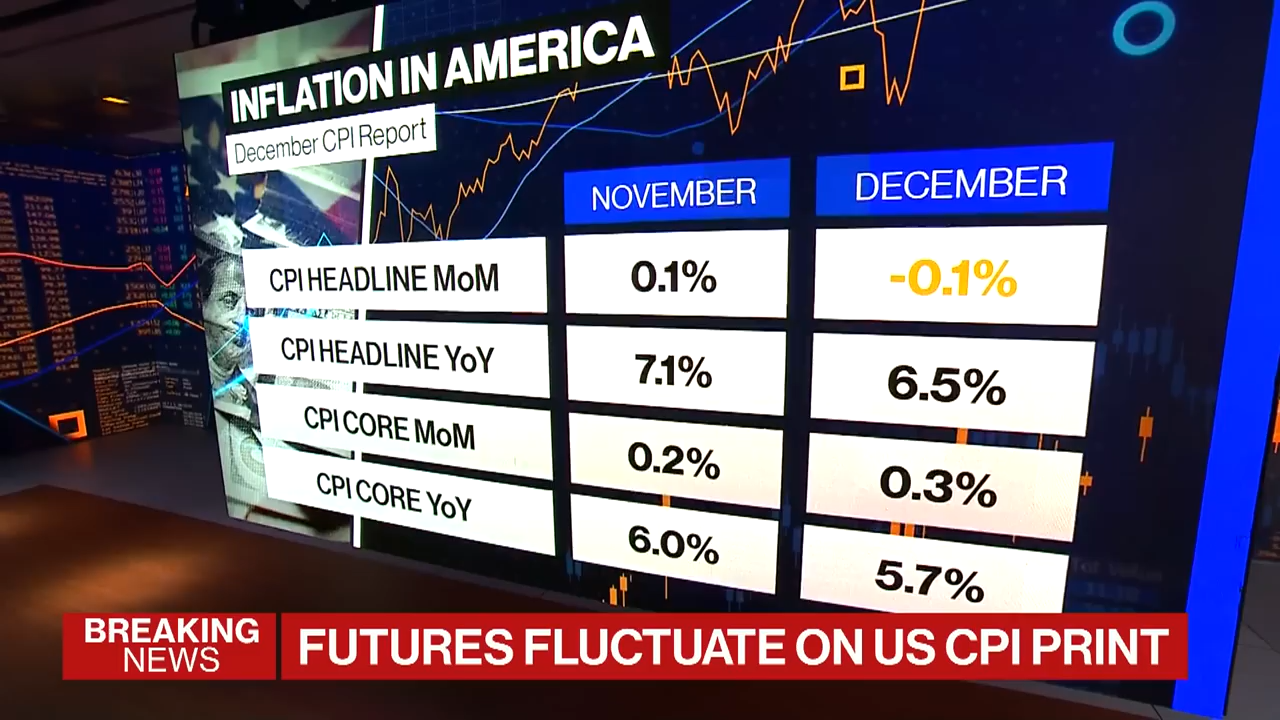 INFLATION IN AMERICA
December CPI Report
NOVEMBER DECEMBER
CPI HEADLINE MoM 0.1% -0.1%
CPI HEADLINE YoY 7.1% 6.5%
CPI CORE MoM 0.2% 0.3%
CPI CORE YoY 6.0% 5.7%
BREAKING
NEWS
FUTURES FLUCTUATE ON US CPI PRINT